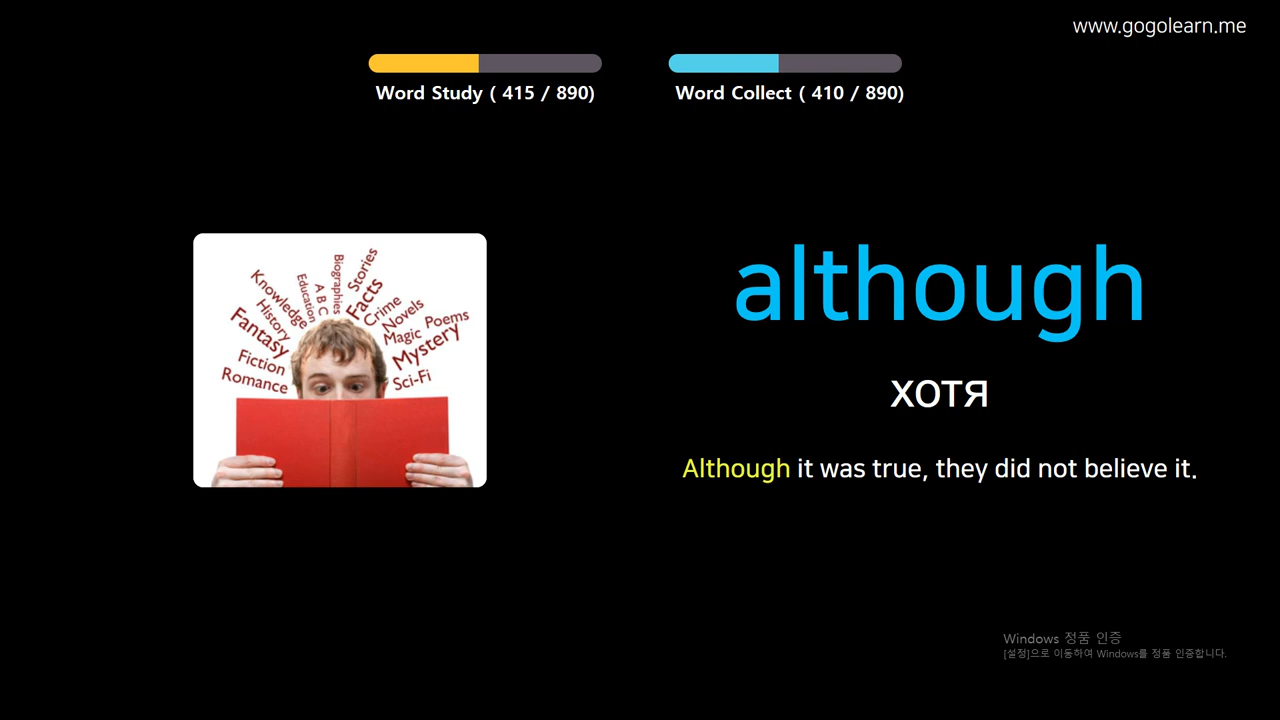 www.gogolearn.me
Word Study ( 415 / 890)
Word Collect ( 410 / 890)
Stories
Biographies
Facts
A B C
Education
Knowledge
Crime
History
Novels
Fantasy
Poems
Magic
Mystery
Fiction
Romance
Sci-Fi
although
хотя
Although it was true, they did not believe it.
Windows 정품 인증
[설정]으로 이동하여 Windows를 정품 인증합니다.